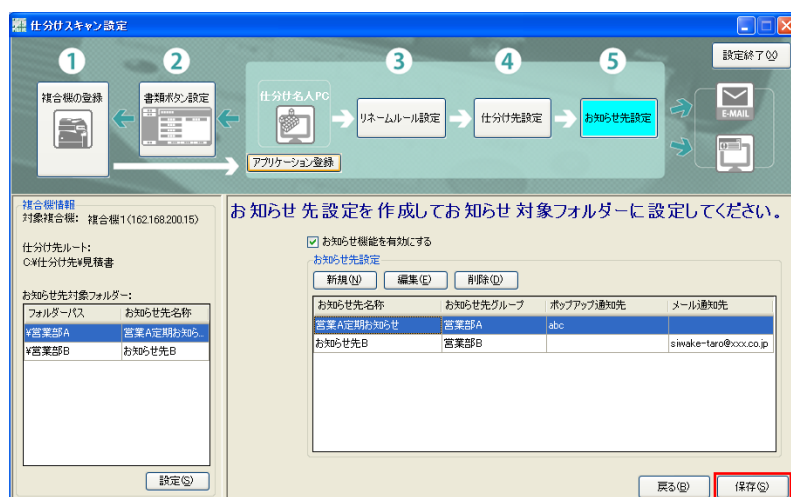 仕分けスキャン設定
設定終了(X)
1
2
3
4
5
複合機の登録
書類ボタン設定
仕分け名人PC
リネームルール設定
仕分け先設定
お知らせ先設定
E-MAIL
アプリケーション登録
複合機情報
対象複合機: 複合機1(162.168.200.15)
仕分け先ルート:
C:¥仕分け先¥見積書
お知らせ先対象フォルダー:
フォルダーパス お知らせ先名称
¥営業部A 営業A定期お知ら...
¥営業部B お知らせ先B
設定(S)
お知らせ先設定を作成してお知らせ対象フォルダーに設定してください。
お知らせ機能を有効にする
お知らせ先設定
新規(N) 編集(E) 削除(D)
お知らせ先名称 お知らせ先グループ ポップアップ通知先 メール通知先
営業A定期お知らせ 営業部A abc
お知らせ先B 営業部B siwake-taro@xxx.co.jp
戻る(B) 保存(S)